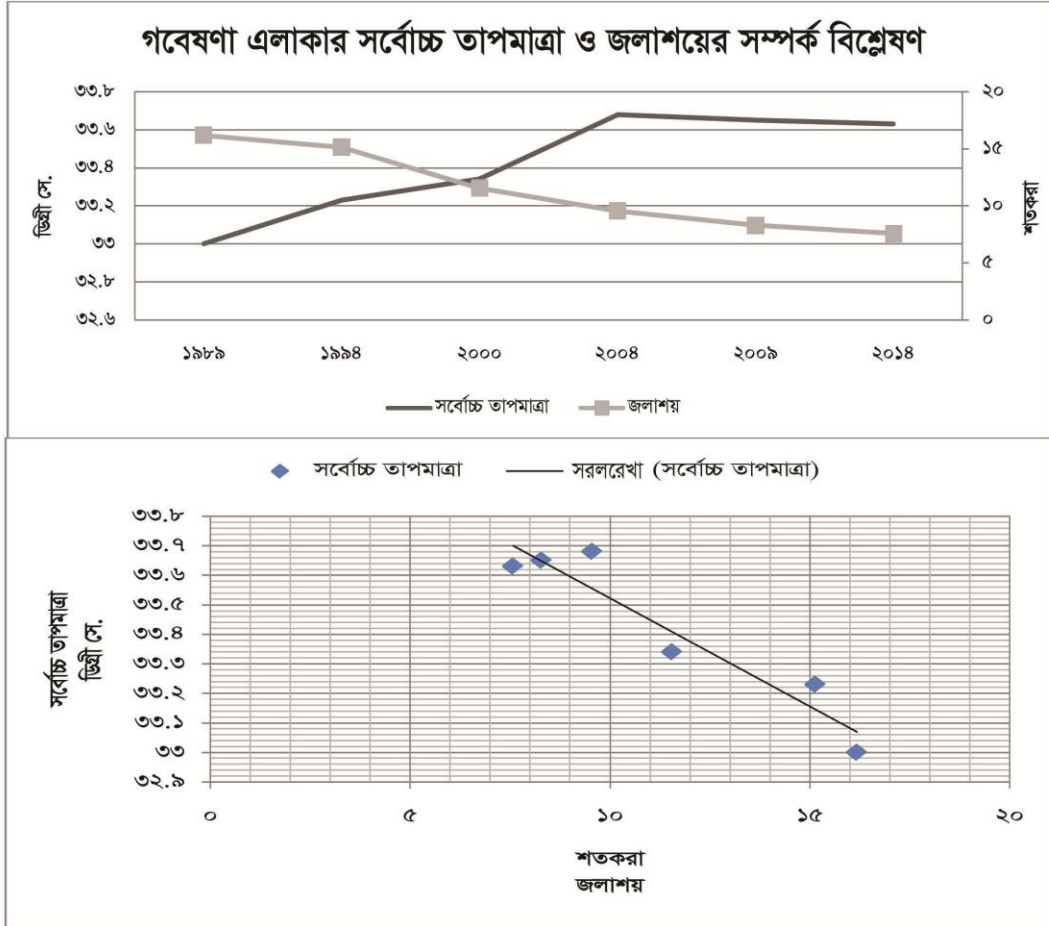 গবেষণা এলাকার সর্বোচ্চ তাপমাত্রা ও জলাশয়ের সম্পর্ক বিশ্লেষণ
৩৩.৮
৩৩.৬
৩৩.৪
৩৩.২
৩৩
৩২.৮
৩২.৬
ডিগ্রী সে.
২০
১৫
১০
৫
০
শতকরা
১৯৮৯ ১৯৯৪ ২০০০ ২০০৪ ২০০৯ ২০১৪
সর্বোচ্চ তাপমাত্রা জলাশয়
সর্বোচ্চ তাপমাত্রা সরলরেখা (সর্বোচ্চ তাপমাত্রা)
৩৩.৮
৩৩.৭
৩৩.৬
৩৩.৫
৩৩.৪
৩৩.৩
৩৩.২
৩৩.১
৩৩
৩২.৯
সর্বোচ্চ তাপমাত্রা
ডিগ্রী সে.
০ ৫ ১০ ১৫ ২০
শতকরা
জলাশয়